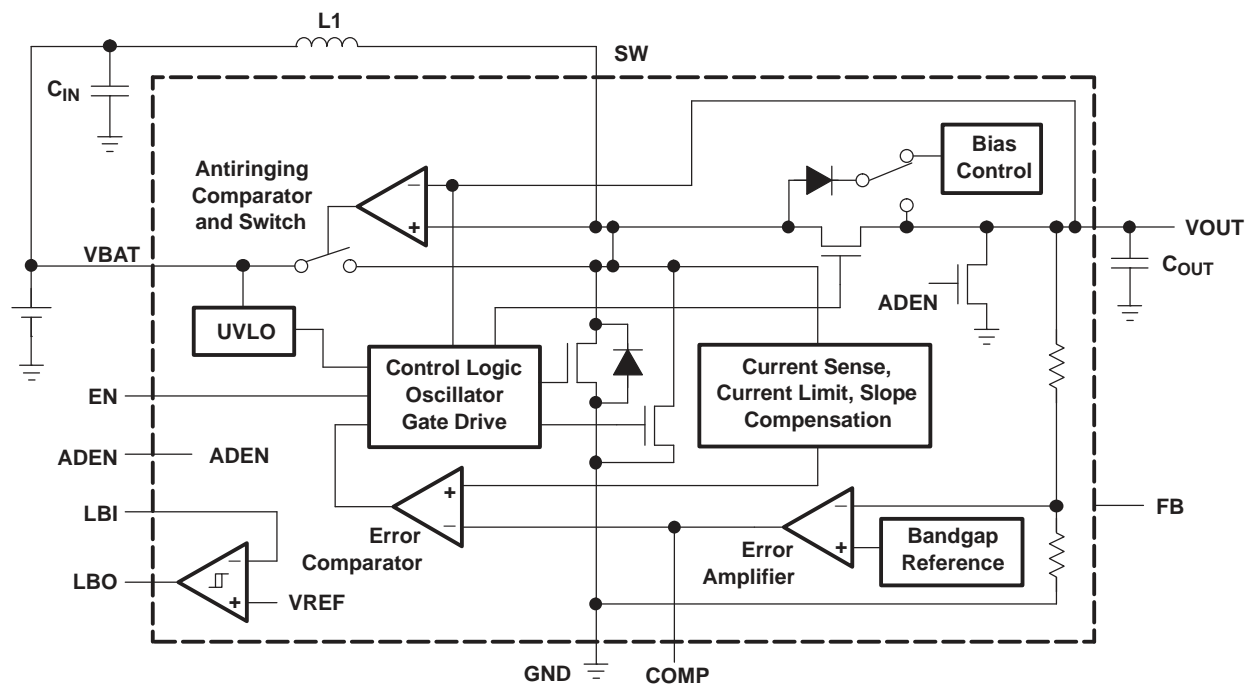 L1
SW
C_IN
Antiringing
Comparator
and Switch
−
+
Bias
Control
VBAT
VOUT
C_OUT
ADEN
UVLO
Control Logic
Oscillator
Gate Drive
Current Sense,
Current Limit, Slope
Compensation
EN
ADEN
ADEN
LBI
LBO
−
+
VREF
+
−
Error
Comparator
−
+
Error
Amplifier
Bandgap
Reference
FB
GND
COMP